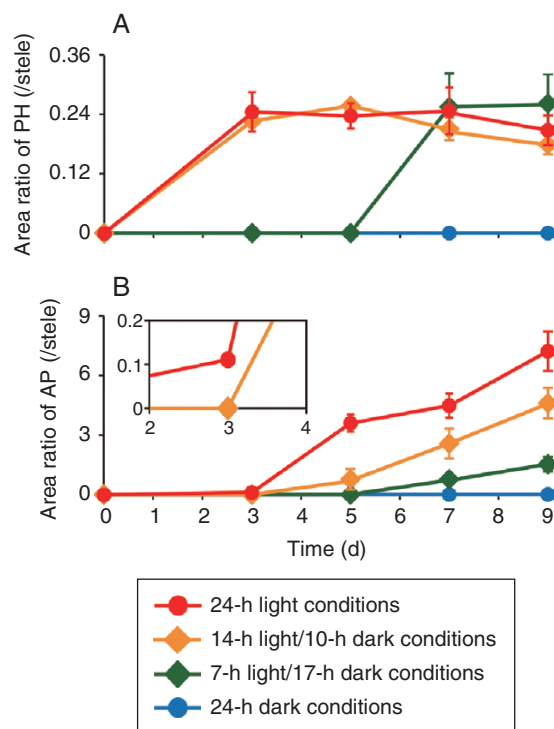 A
Area ratio of PH (/stele)
0.36
0.24
0.12
0
B
Area ratio of AP (/stele)
9
6
3
0
0.2
0.1
0
2 3 4
0 1 2 3 4 5 6 7 8 9
Time (d)
24-h light conditions
14-h light/10-h dark conditions
7-h light/17-h dark conditions
24-h dark conditions